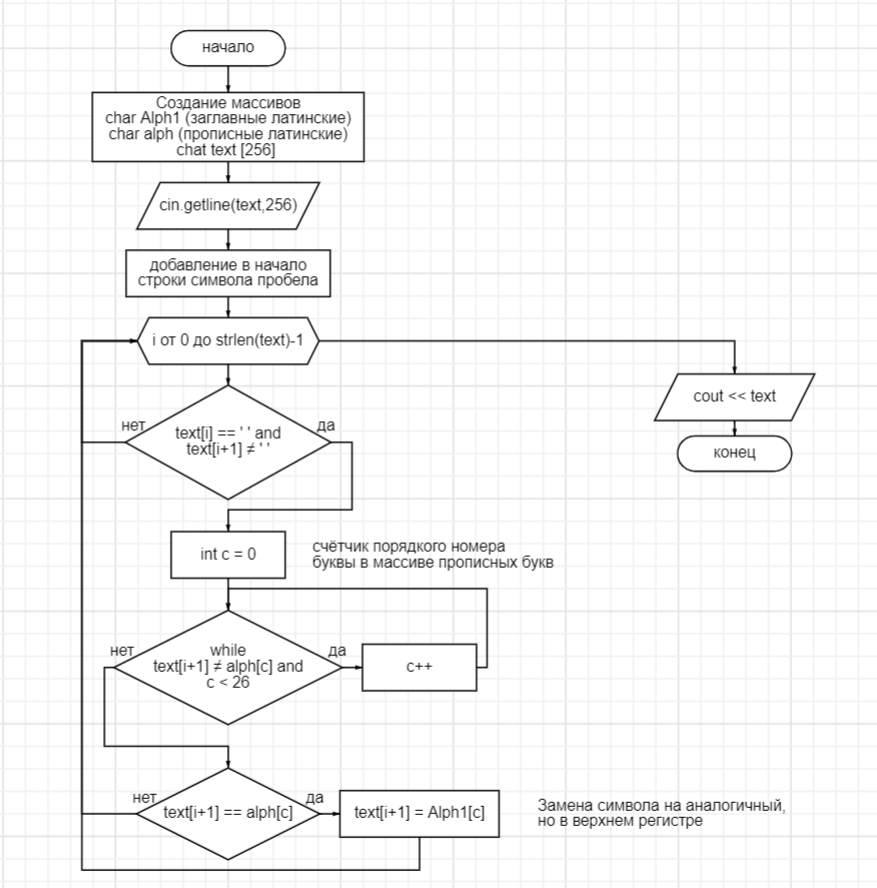 начало
Создание массивов
char Alph1 (заглавные латинские)
char alph (прописные латинские)
chat text [256]
cin.getline(text,256)
добавление в начало
строки символа пробела
i от 0 до strlen(text)-1
cout << text
конец
нет
да
text[i] == ' ' and
text[i+1] ≠ ' '
int c = 0
счётчик порядкого номера
буквы в массиве прописных букв
нет
да
while
text[i+1] ≠ alph[c] and
c < 26
c++
нет
да
text[i+1] == alph[c]
text[i+1] = Alph1[c]
Замена символа на аналогичный,
но в верхнем регистре